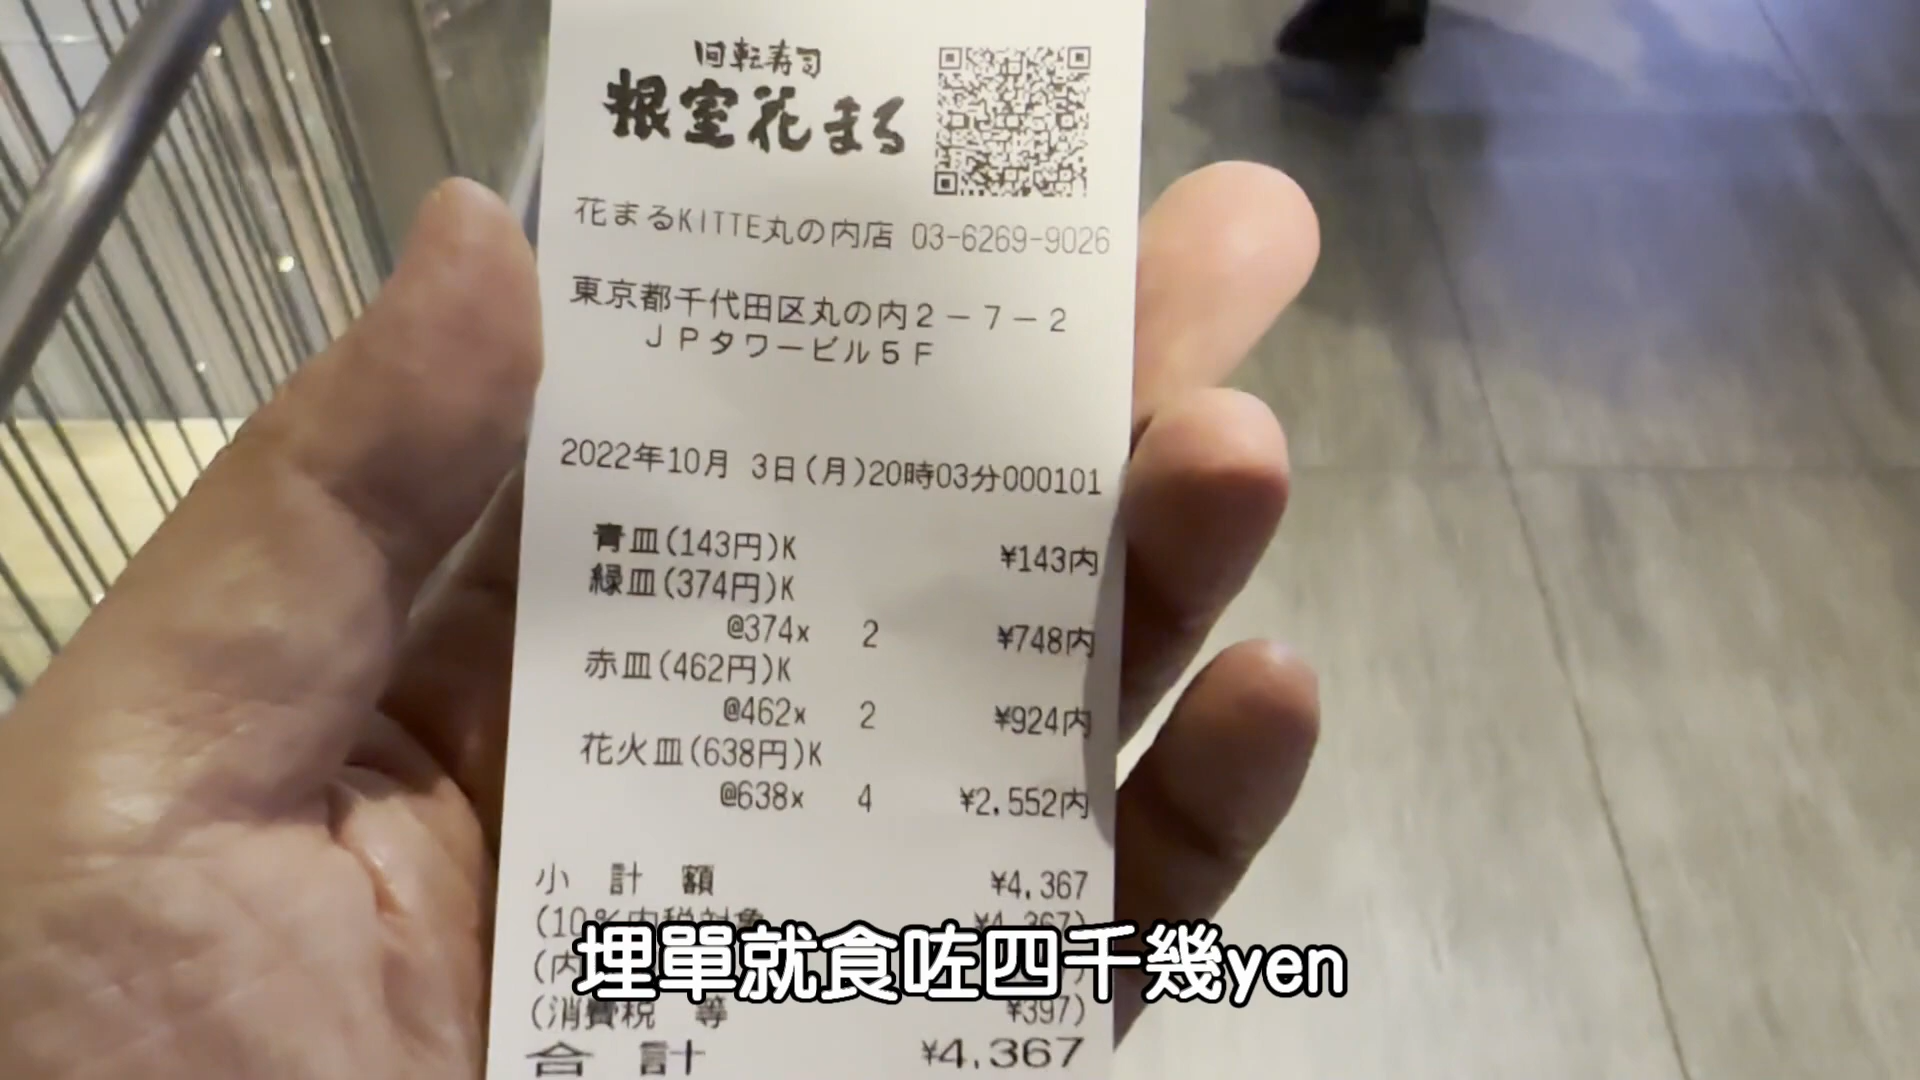 回転寿司
根室花まる
花まるKITTE丸の内店 03-6269-9026
東京都千代田区丸の内2-7-2
JPタワービル5F
2022年10月 3日(月)20時03分000101
青皿(143円)K ¥143内
緑皿(374円)K
@374x 2 ¥748内
赤皿(462円)K
@462x 2 ¥924内
花火皿(638円)K
@638x 4 ¥2,552内
小 計 額 ¥4,367
(10%内税対象 ¥4,367)
埋單就食咗四千幾yen
(消費税 等 ¥397)
合 計 ¥4,367